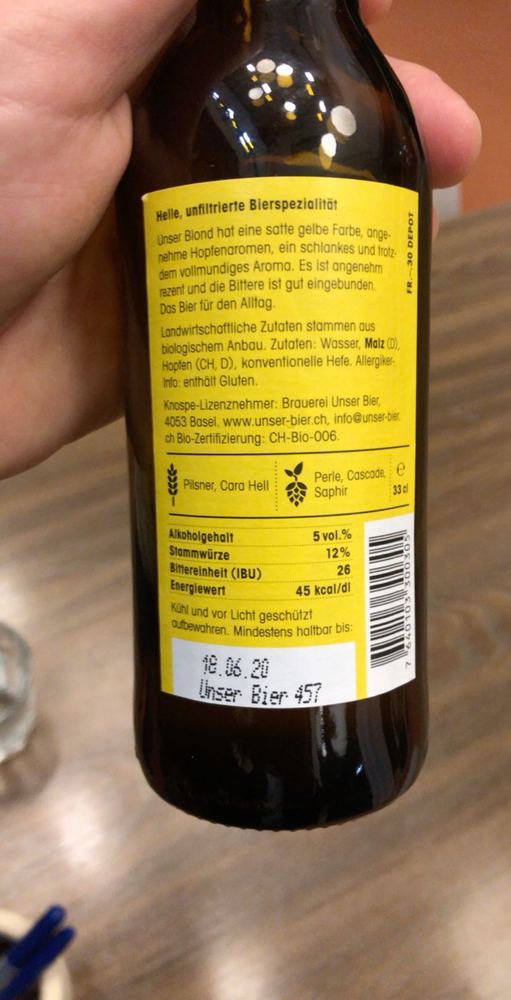 Helle, unfiltrierte Bierspezialität
Unser Blond hat eine satte gelbe Farbe, ange-
nehme Hopfenaromen, ein schlankes und trotz-
dem vollmundiges Aroma. Es ist angenehm
rezent und die Bittere ist gut eingebunden.
Das Bier für den Alltag.
Landwirtschaftliche Zutaten stammen aus
biologischem Anbau. Zutaten: Wasser, Malz (D),
Hopfen (CH, D), konventionelle Hefe. Allergiker-
Info: enthält Gluten.
Knospe-Lizenznehmer: Brauerei Unser Bier,
4053 Basel. www.unser-bier.ch, info@unser-bier.
ch Bio-Zertifizierung: CH-Bio-006.
FR. -.30 DEPOT
Pilsner, Cara Hell
Perle, Cascade,
Saphir
e
33 cl
Alkoholgehalt 5 vol.%
Stammwürze 12%
Bittereinheit (IBU) 26
Energiewert 45 kcal/dl
Kühl und vor Licht geschützt
aufbewahren. Mindestens haltbar bis:
18.06.20
Unser Bier 457
7 640103 300305